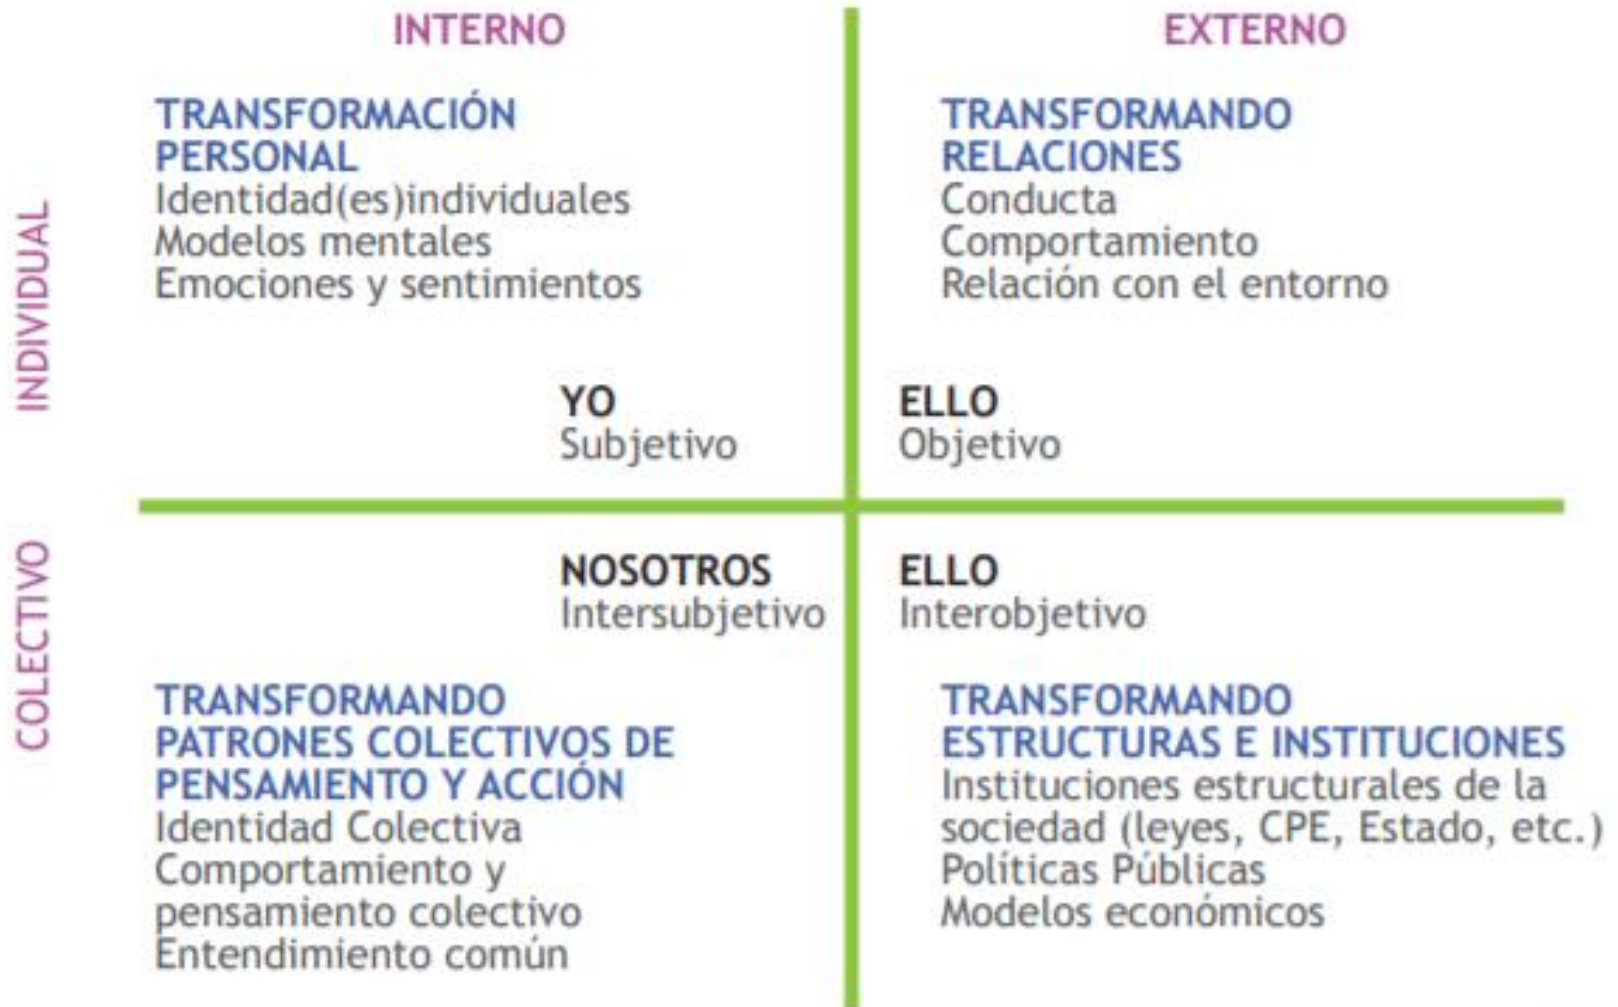 INTERNO
EXTERNO
INDIVIDUAL
TRANSFORMACIÓN
PERSONAL
Identidad(es)individuales
Modelos mentales
Emociones y sentimientos
YO
Subjetivo
TRANSFORMANDO
RELACIONES
Conducta
Comportamiento
Relación con el entorno
ELLO
Objetivo
COLECTIVO
NOSOTROS
Intersubjetivo
TRANSFORMANDO
PATRONES COLECTIVOS DE
PENSAMIENTO Y ACCIÓN
Identidad Colectiva
Comportamiento y
pensamiento colectivo
Entendimiento común
ELLO
Interobjetivo
TRANSFORMANDO
ESTRUCTURAS E INSTITUCIONES
Instituciones estructurales de la
sociedad (leyes, CPE, Estado, etc.)
Políticas Públicas
Modelos económicos